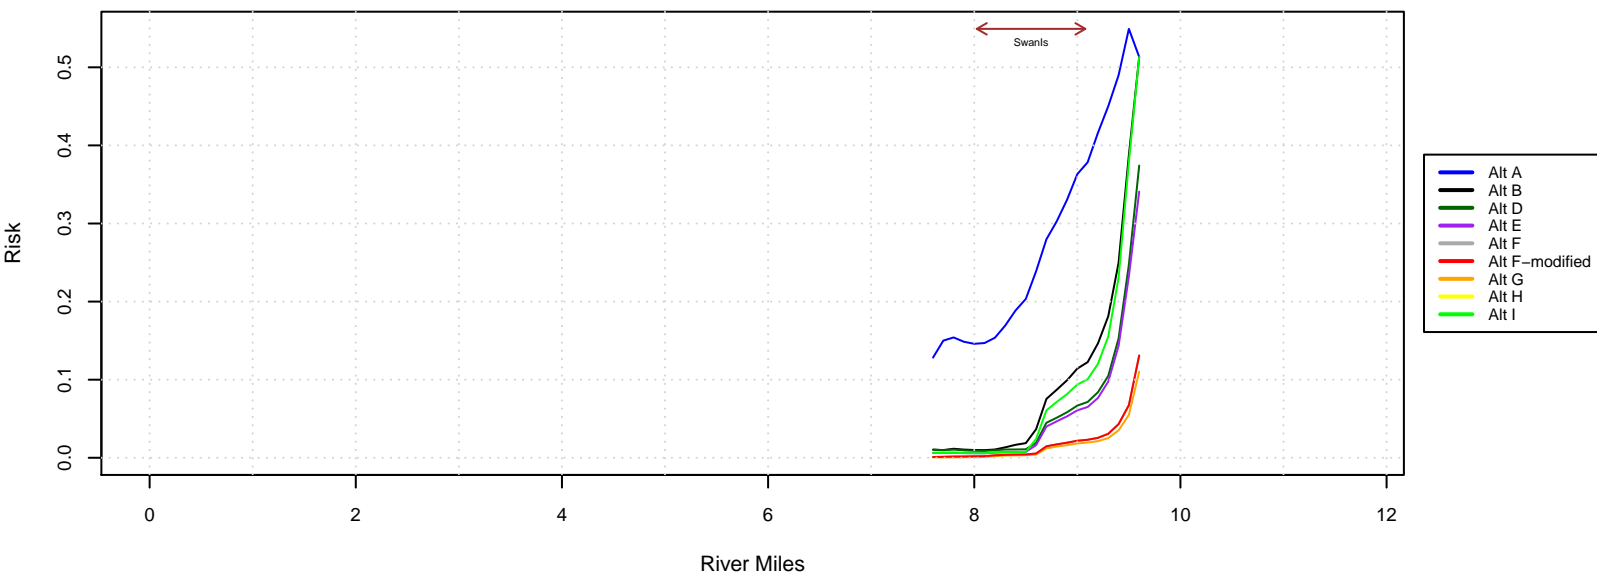 SwanIs
0.5
0.4
0.3
0.2
0.1
0.0
Risk
0 2 4 6 8 10 12
River Miles
Alt A
Alt B
Alt D
Alt E
Alt F
Alt F−modified
Alt G
Alt H
Alt I